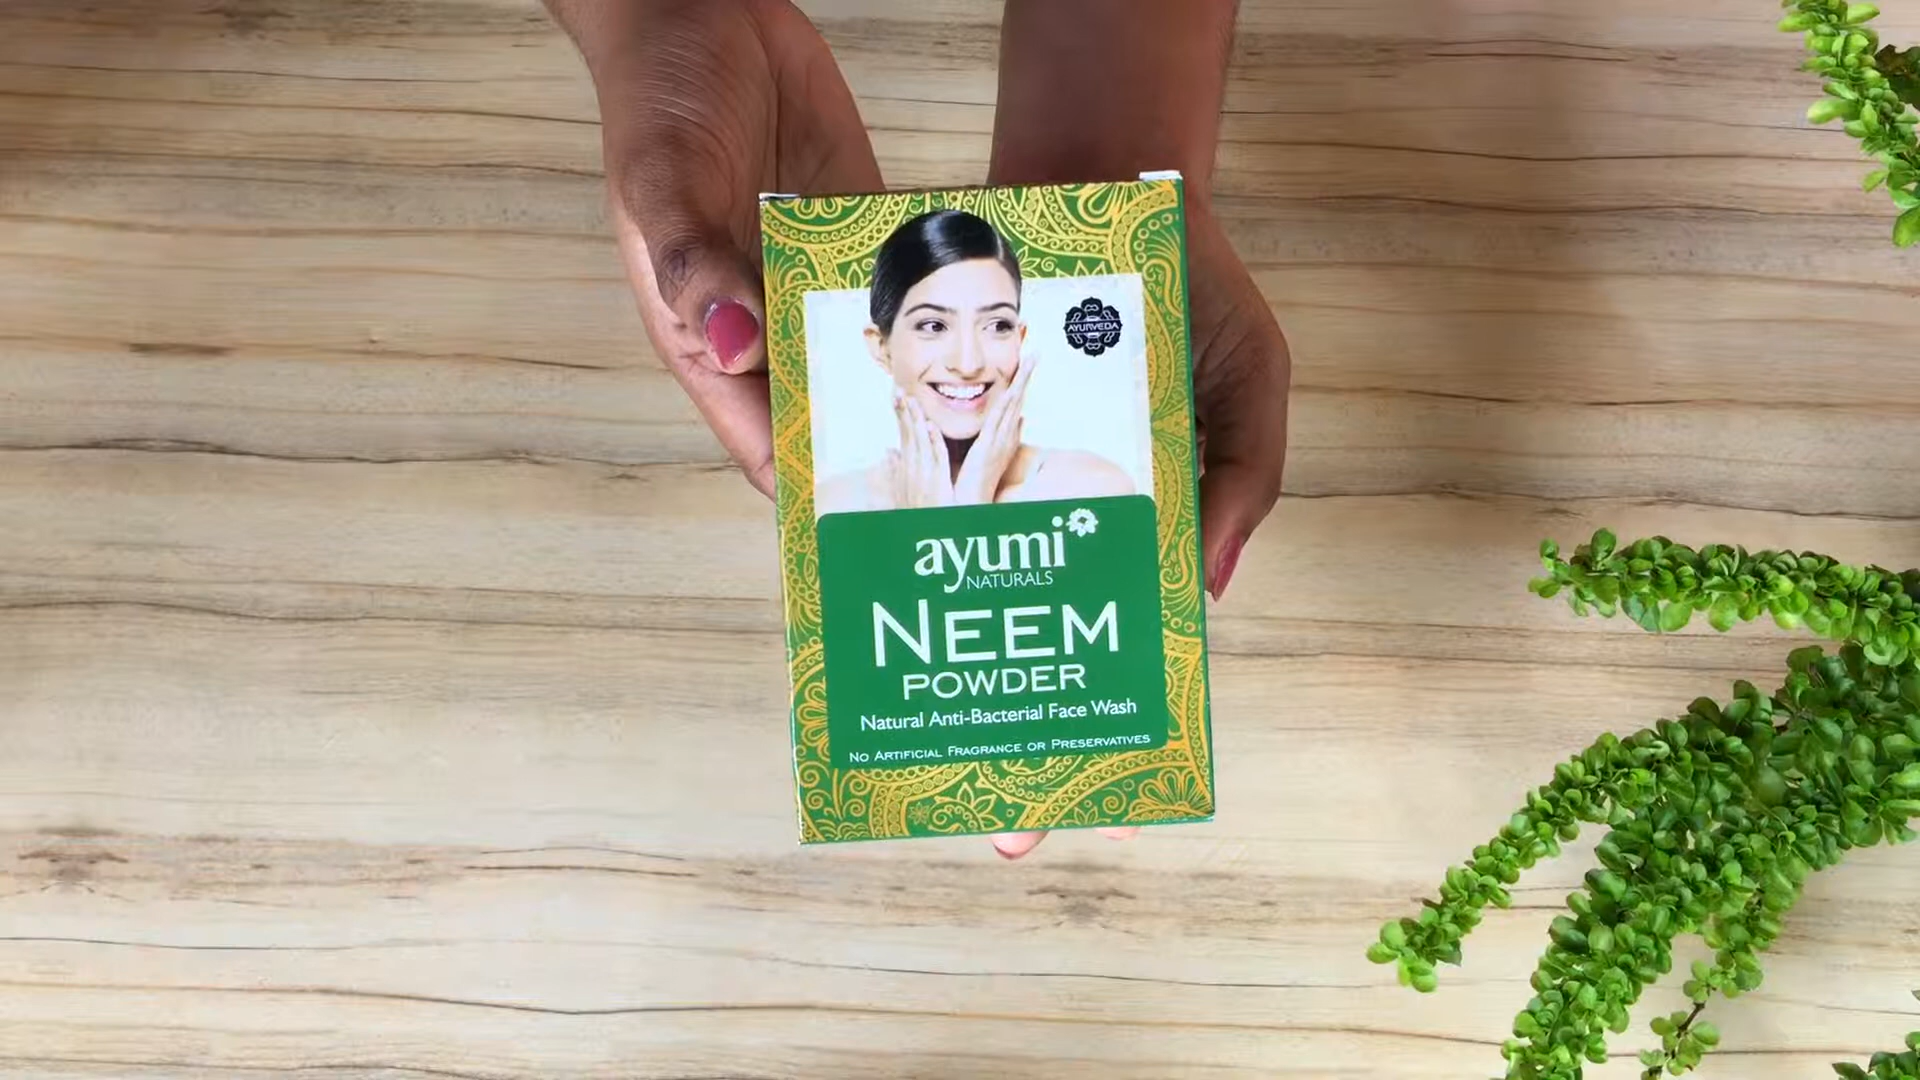 AYURVEDA
ayumi
NATURALS
NEEM
POWDER
Natural Anti-Bacterial Face Wash
No Artificial Fragrance or Preservatives